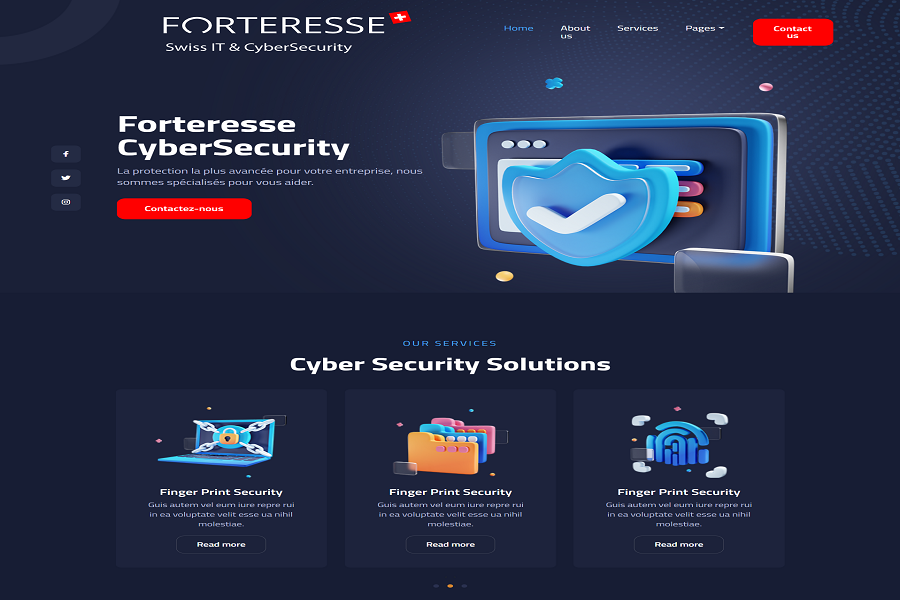 FORTERESSE
Swiss IT & CyberSecurity
Home
About
us
Services
Pages
Contact
us
Forteresse
CyberSecurity
La protection la plus avancée pour votre entreprise, nous
sommes spécialisés pour vous aider.
Contactez-nous
OUR SERVICES
Cyber Security Solutions
Finger Print Security
Guis autem vel eum iure repre rui
in ea voluptate velit esse ua nihil
molestiae.
Read more
Finger Print Security
Guis autem vel eum iure repre rui
in ea voluptate velit esse ua nihil
molestiae.
Read more
Finger Print Security
Guis autem vel eum iure repre rui
in ea voluptate velit esse ua nihil
molestiae.
Read more